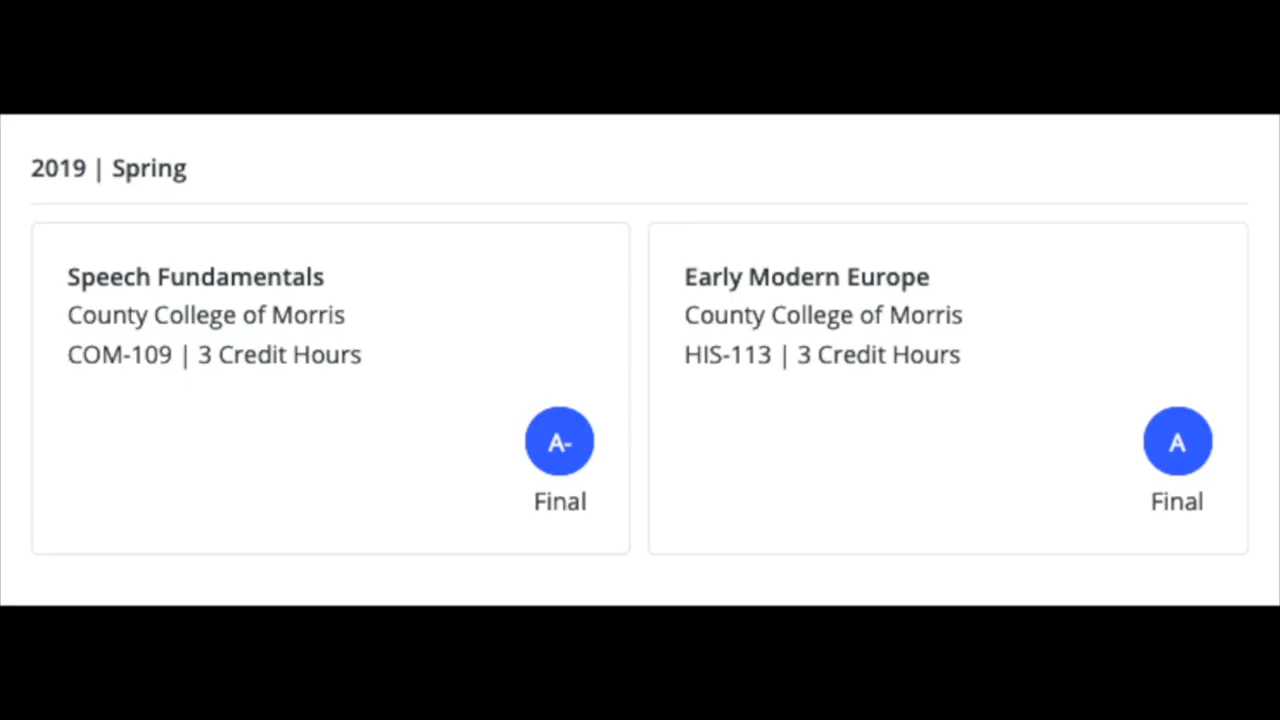 2019 | Spring
Speech Fundamentals
County College of Morris
COM-109 | 3 Credit Hours
A-
Final
Early Modern Europe
County College of Morris
HIS-113 | 3 Credit Hours
A
Final